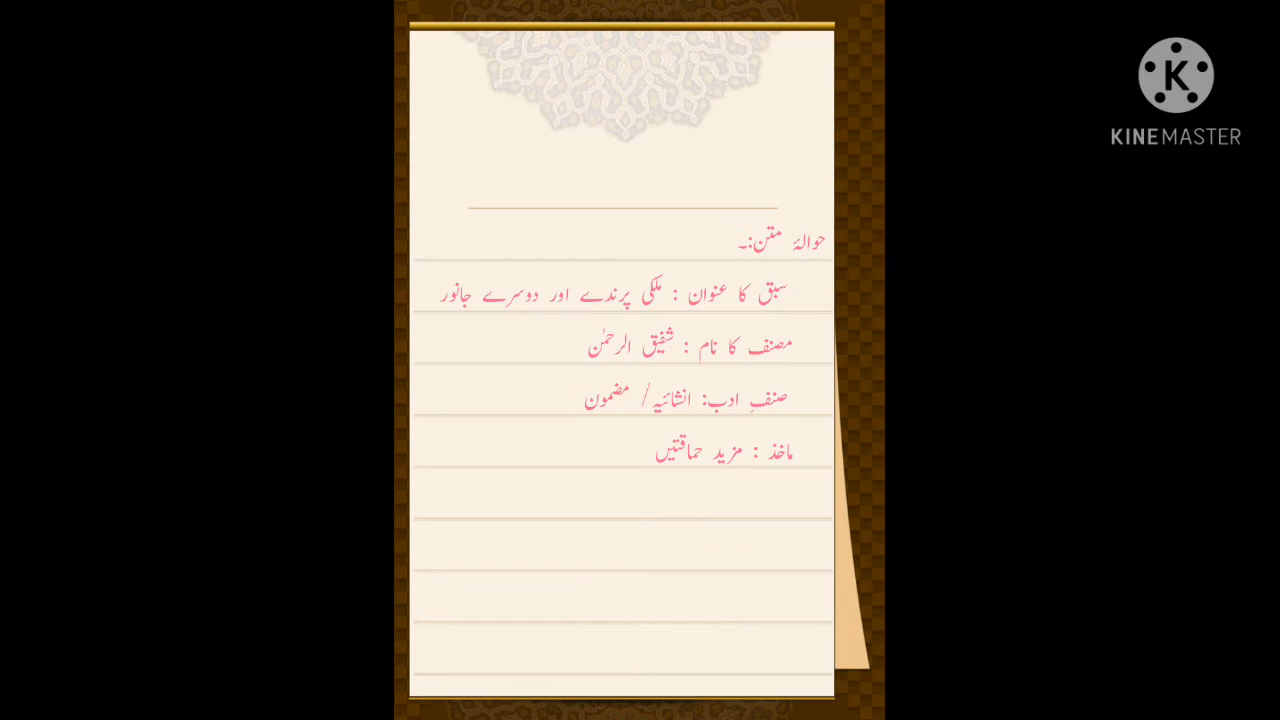 حوالۂ متن:۔
سبق کا عنوان : ملکی پرندے اور دوسرے جانور
مصنف کا نام : شفیق الرحمٰن
صنفِ ادب: انشائیہ/ مضمون
ماخذ : مزید حماقتیں
K
KINEMASTER